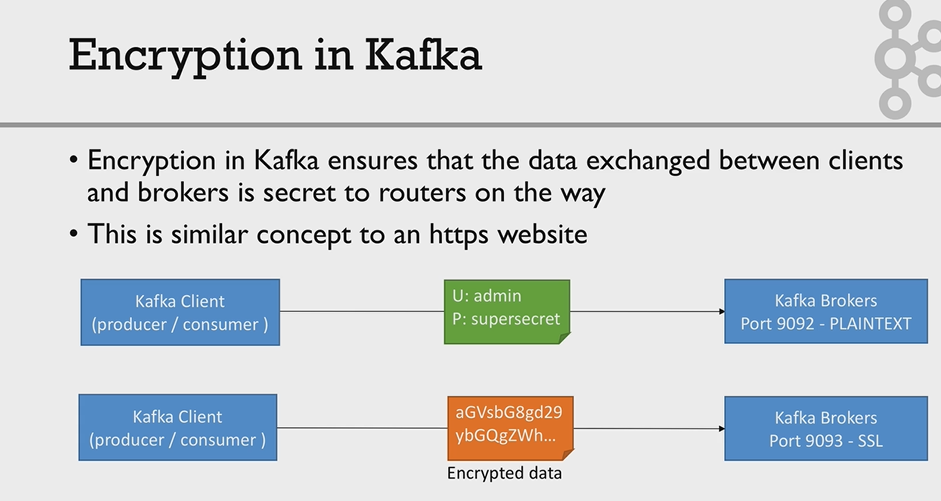 Encryption in Kafka
• Encryption in Kafka ensures that the data exchanged between clients
and brokers is secret to routers on the way
• This is similar concept to an https website
Kafka Client
(producer / consumer )
U: admin
P: supersecret
Kafka Brokers
Port 9092 - PLAINTEXT
Kafka Client
(producer / consumer )
aGVsbG8gd29
ybGQgZWh...
Kafka Brokers
Port 9093 - SSL
Encrypted data